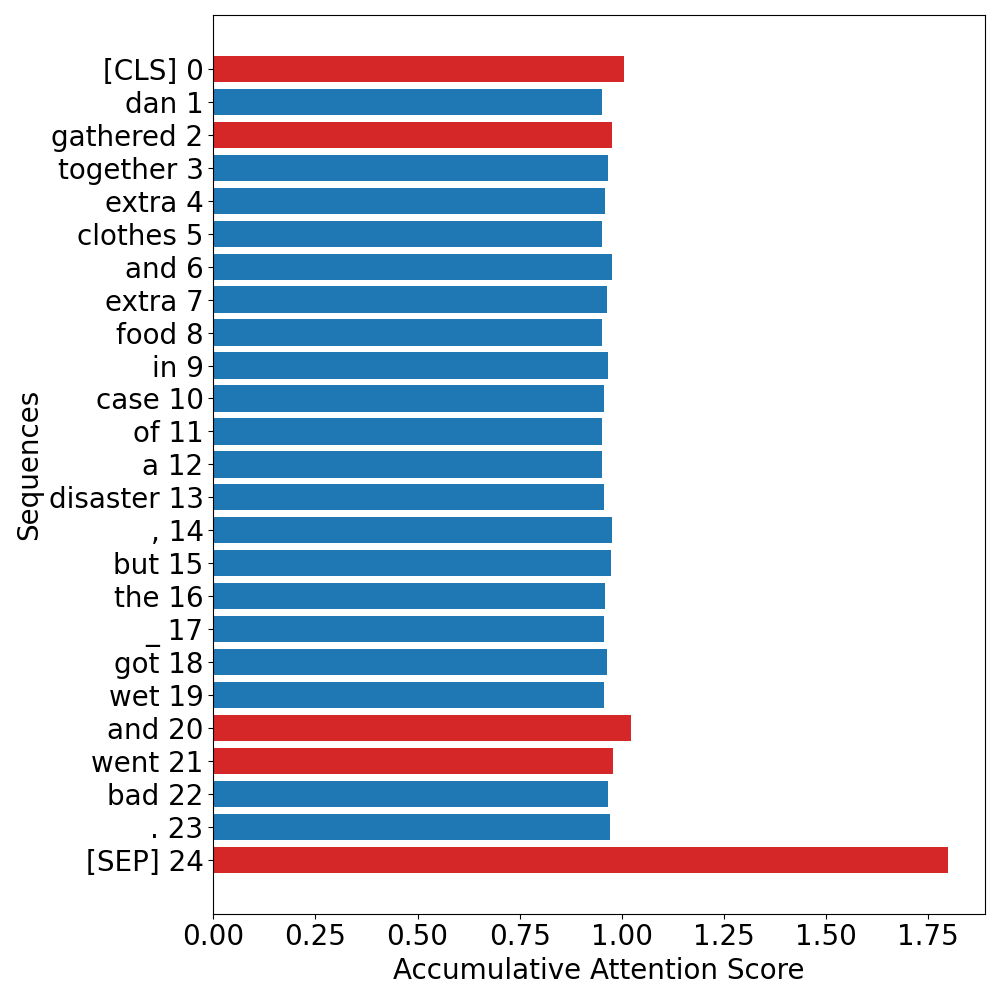 [CLS] 0
dan 1
gathered 2
together 3
extra 4
clothes 5
and 6
extra 7
food 8
in 9
case 10
of 11
a 12
disaster 13
, 14
but 15
the 16
_ 17
got 18
wet 19
and 20
went 21
bad 22
. 23
[SEP] 24
Sequences
0.00 0.25 0.50 0.75 1.00 1.25 1.50 1.75
Accumulative Attention Score